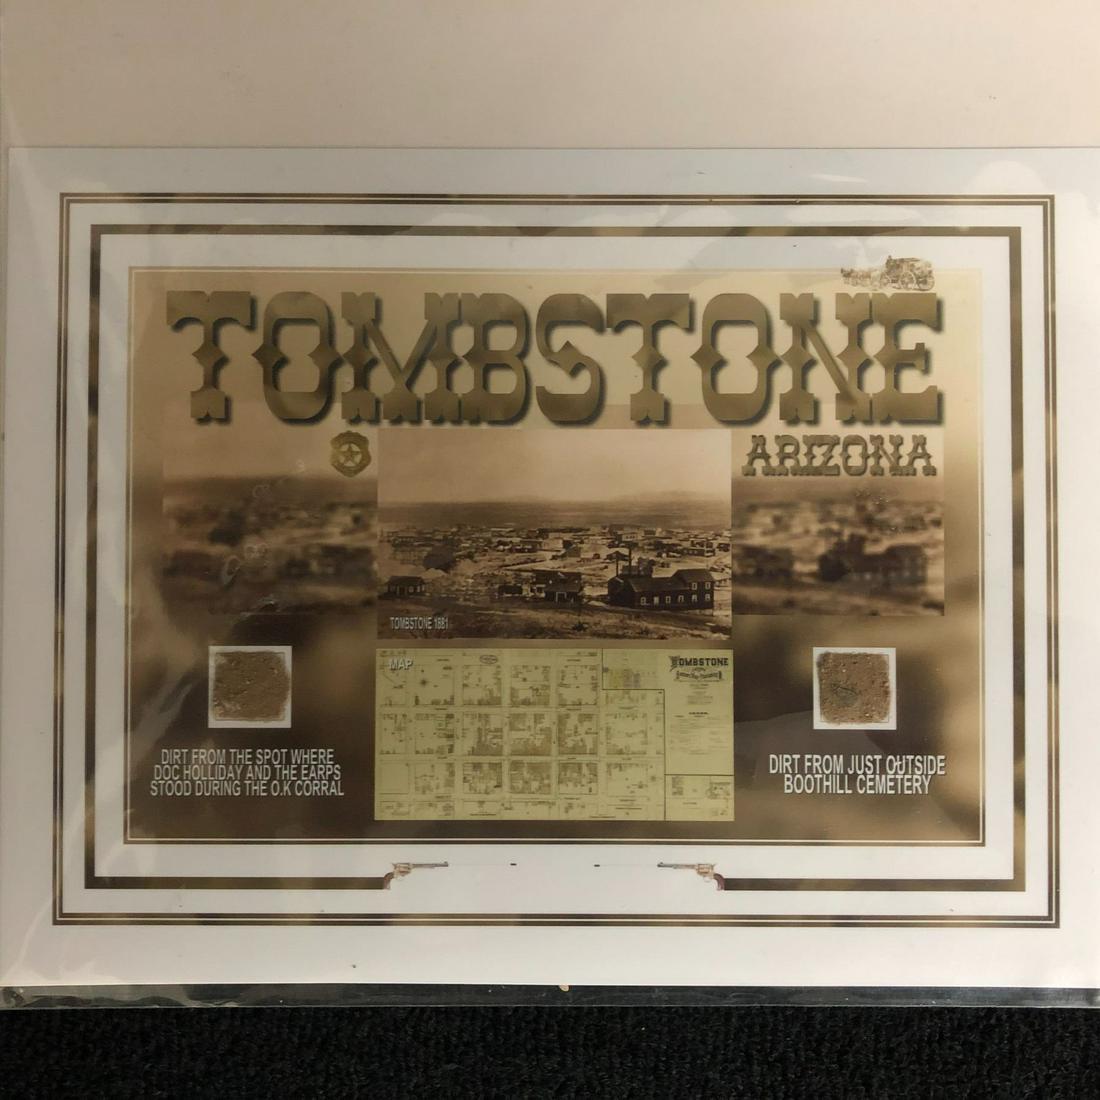 TOMBSTONE
ARIZONA
TOMBSTONE 1881
MAP
TOMBSTONE
DIRT FROM THE SPOT WHERE
DOC HOLLIDAY AND THE EARPS
STOOD DURING THE O.K CORRAL
DIRT FROM JUST OUTSIDE
BOOTHILL CEMETERY